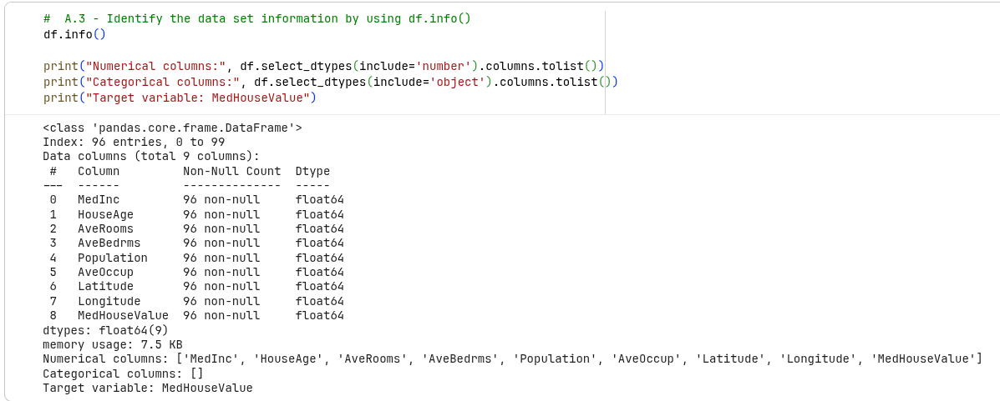 #  A.3 - Identify the data set information by using df.info()
df.info()
print("Numerical columns:", df.select_dtypes(include='number').columns.tolist())
print("Categorical columns:", df.select_dtypes(include='object').columns.tolist())
print("Target variable: MedHouseValue")
<class 'pandas.core.frame.DataFrame'>
Index: 96 entries, 0 to 99
Data columns (total 9 columns):
 #   Column         Non-Null Count  Dtype
---  ------         --------------  -----
 0   MedInc         96 non-null     float64
 1   HouseAge       96 non-null     float64
 2   AveRooms       96 non-null     float64
 3   AveBedrms      96 non-null     float64
 4   Population     96 non-null     float64
 5   AveOccup       96 non-null     float64
 6   Latitude       96 non-null     float64
 7   Longitude      96 non-null     float64
 8   MedHouseValue  96 non-null     float64
dtypes: float64(9)
memory usage: 7.5 KB
Numerical columns: ['MedInc', 'HouseAge', 'AveRooms', 'AveBedrms', 'Population', 'AveOccup', 'Latitude', 'Longitude', 'MedHouseValue']
Categorical columns: []
Target variable: MedHouseValue